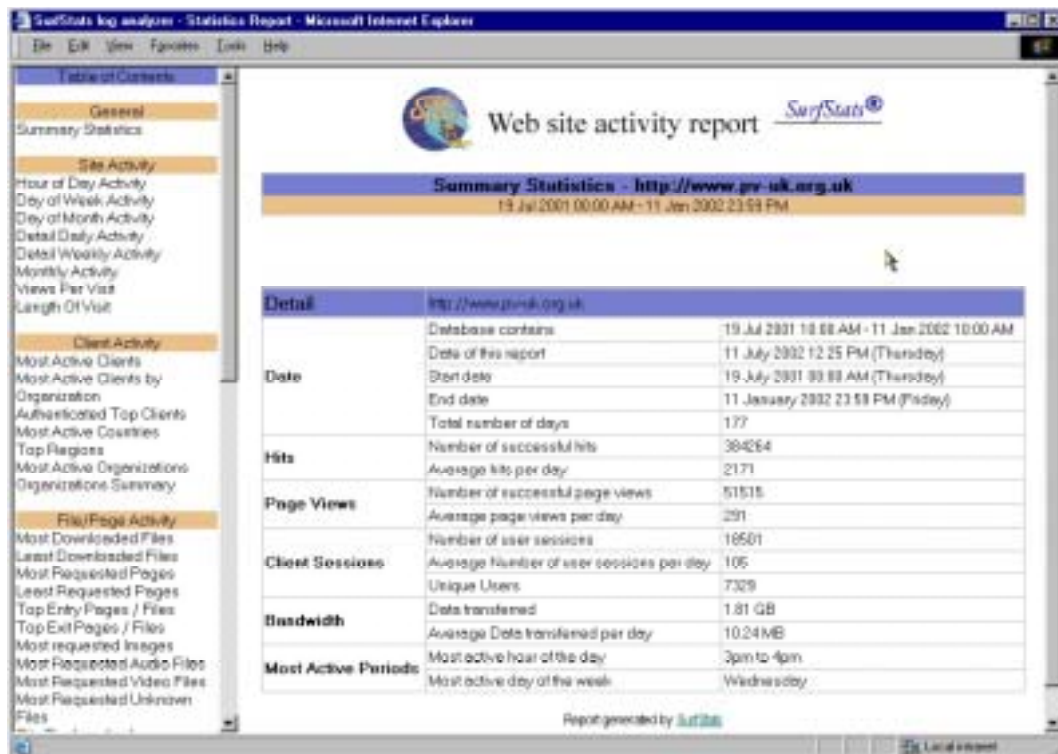 SurfStats log analyzer - Statistics Report - Microsoft Internet Explorer
File Edit View Favorites Tools Help
Table of Contents
General
Summary Statistics
Site Activity
Hour of Day Activity
Day of Week Activity
Day of Month Activity
Detail Daily Activity
Detail Weekly Activity
Monthly Activity
Views Per Visit
Length Of Visit
Client Activity
Most Active Clients
Most Active Clients by
Organization
Authenticated Top Clients
Most Active Countries
Top Regions
Most Active Organizations
Organizations Summary
File/Page Activity
Most Downloaded Files
Least Downloaded Files
Most Requested Pages
Least Requested Pages
Top Entry Pages / Files
Top Exit Pages / Files
Most requested Images
Most Requested Audio Files
Most Requested Video Files
Most Requested Unknown
Files
Web site activity report SurfStats®
Summary Statistics - http://www.pv-uk.org.uk
19 Jul 2001 00:00 AM - 11 Jan 2002 23:59 PM
Detail http://www.pv-uk.org.uk
Date
Database contains 19 Jul 2001 10:00 AM - 11 Jan 2002 10:00 AM
Date of this report 11 July 2002 12:25 PM (Thursday)
Start date 19 July 2001 00:00 AM (Thursday)
End date 11 January 2002 23:59 PM (Friday)
Total number of days 177
Hits
Number of successful hits 384264
Average hits per day 2171
Page Views
Number of successful page views 51515
Average page views per day 291
Client Sessions
Number of user sessions 18501
Average Number of user sessions per day 105
Unique Users 7329
Bandwidth
Data transferred 1.81 GB
Average Data transferred per day 10.24 MB
Most Active Periods
Most active hour of the day 3pm to 4pm
Most active day of the week Wednesday
Report generated by SurfStats
Local intranet